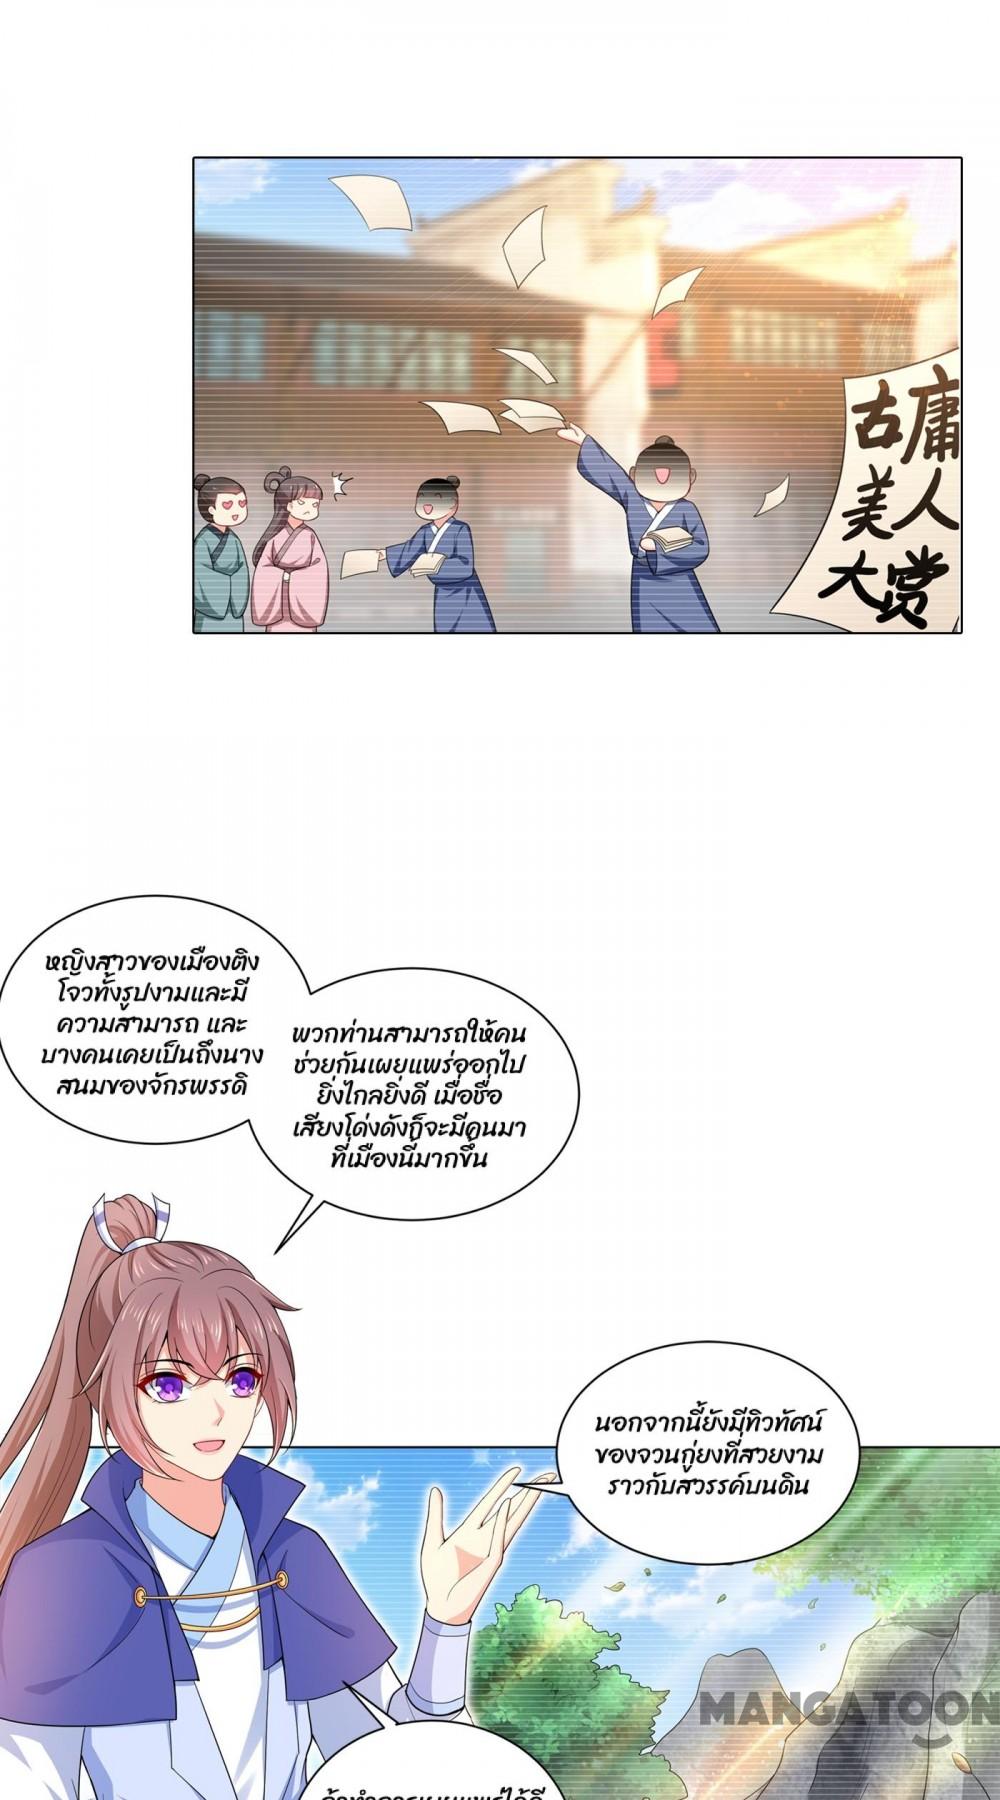 古庸
美人
大赏
หญิงสาวของเมืองติง
โจวทั้งรูปงามและมี
ความสามารถ และ
บางคนเคยเป็นถึงนาง
สนมของจักรพรรดิ
พวกท่านสามารถให้คน
ช่วยกันเผยแพร่ออกไป
ยิ่งไกลยิ่งดี เมื่อชื่อ
เสียงโด่งดังก็จะมีคนมา
ที่เมืองนี้มากขึ้น
นอกจากนี้ยังมีทิวทัศน์
ของจวนกู่ยงที่สวยงาม
ราวกับสวรรค์บนดิน
MANGATOON